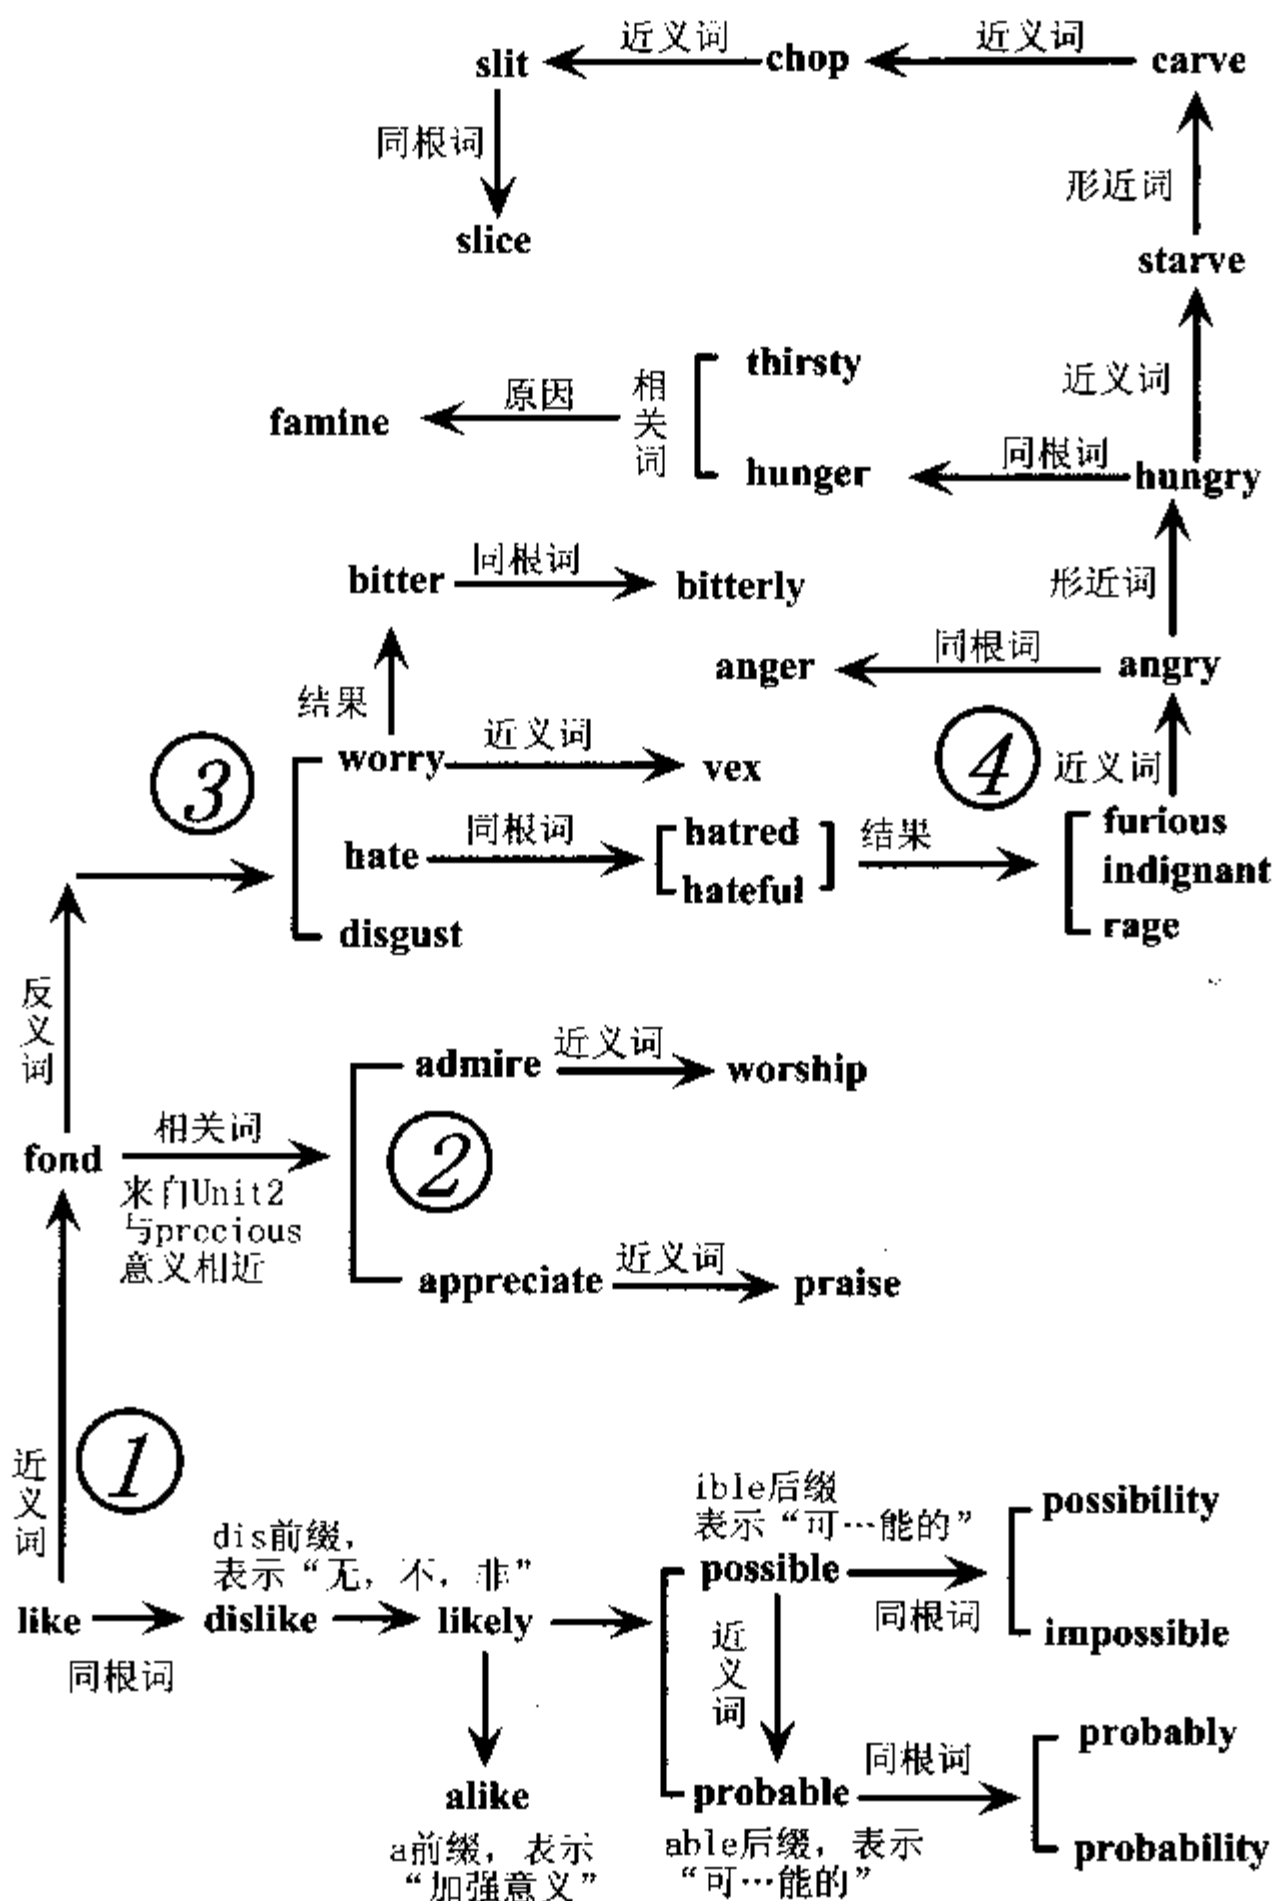 slit 近义词 chop 近义词 carve
同根词
形近词
slice
starve
thirsty
近义词
famine 原因 相关词
hunger 同根词 hungry
bitter 同根词 bitterly
形近词
anger 同根词 angry
结果
③ worry 近义词 vex ④ 近义词
furious
hate 同根词 hatred 结果
indignant
hateful
disgust
rage
反义词
admire 近义词 worship
fond 相关词 ②
来自Unit2
与precious
意义相近
appreciate 近义词 praise
①
近义词
ible后缀
表示“可…能的”
possibility
dis前缀,
表示“无, 不, 非”
possible
同根词
like dislike likely
impossible
同根词
近义词
probably
alike
probable 同根词
a前缀, 表示
“加强意义”
able后缀, 表示
“可…能的”
probability